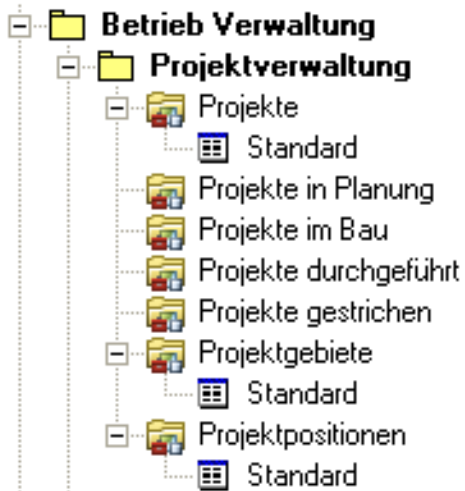 Betrieb Verwaltung
Projektverwaltung
Projekte
Standard
Projekte in Planung
Projekte im Bau
Projekte durchgeführt
Projekte gestrichen
Projektgebiete
Standard
Projektpositionen
Standard